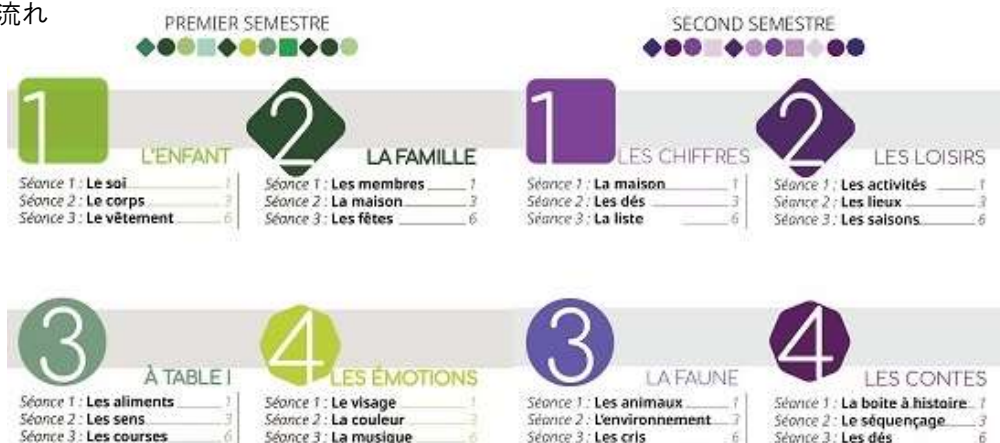 流れ
PREMIER SEMESTRE
1
L'ENFANT
Séance 1 : Le soi 1
Séance 2 : Le corps 3
Séance 3 : Le vêtement 6
2
LA FAMILLE
Séance 1 : Les membres 1
Séance 2 : La maison 3
Séance 3 : Les fêtes 6
3
À TABLE I
Séance 1 : Les aliments 1
Séance 2 : Les sens 3
Séance 3 : Les courses 6
4
LES ÉMOTIONS
Séance 1 : Le visage 1
Séance 2 : La couleur 3
Séance 3 : La musique 6
SECOND SEMESTRE
1
LES CHIFFRES
Séance 1 : La maison 1
Séance 2 : Les dés 3
Séance 3 : La liste 6
2
LES LOISIRS
Séance 1 : Les activités 1
Séance 2 : Les lieux 3
Séance 3 : Les saisons 6
3
LA FAUNE
Séance 1 : Les animaux 1
Séance 2 : L'environnement 3
Séance 3 : Les cris 6
4
LES CONTES
Séance 1 : La boite à histoire 1
Séance 2 : Le séquençage 3
Séance 3 : Les dés 6